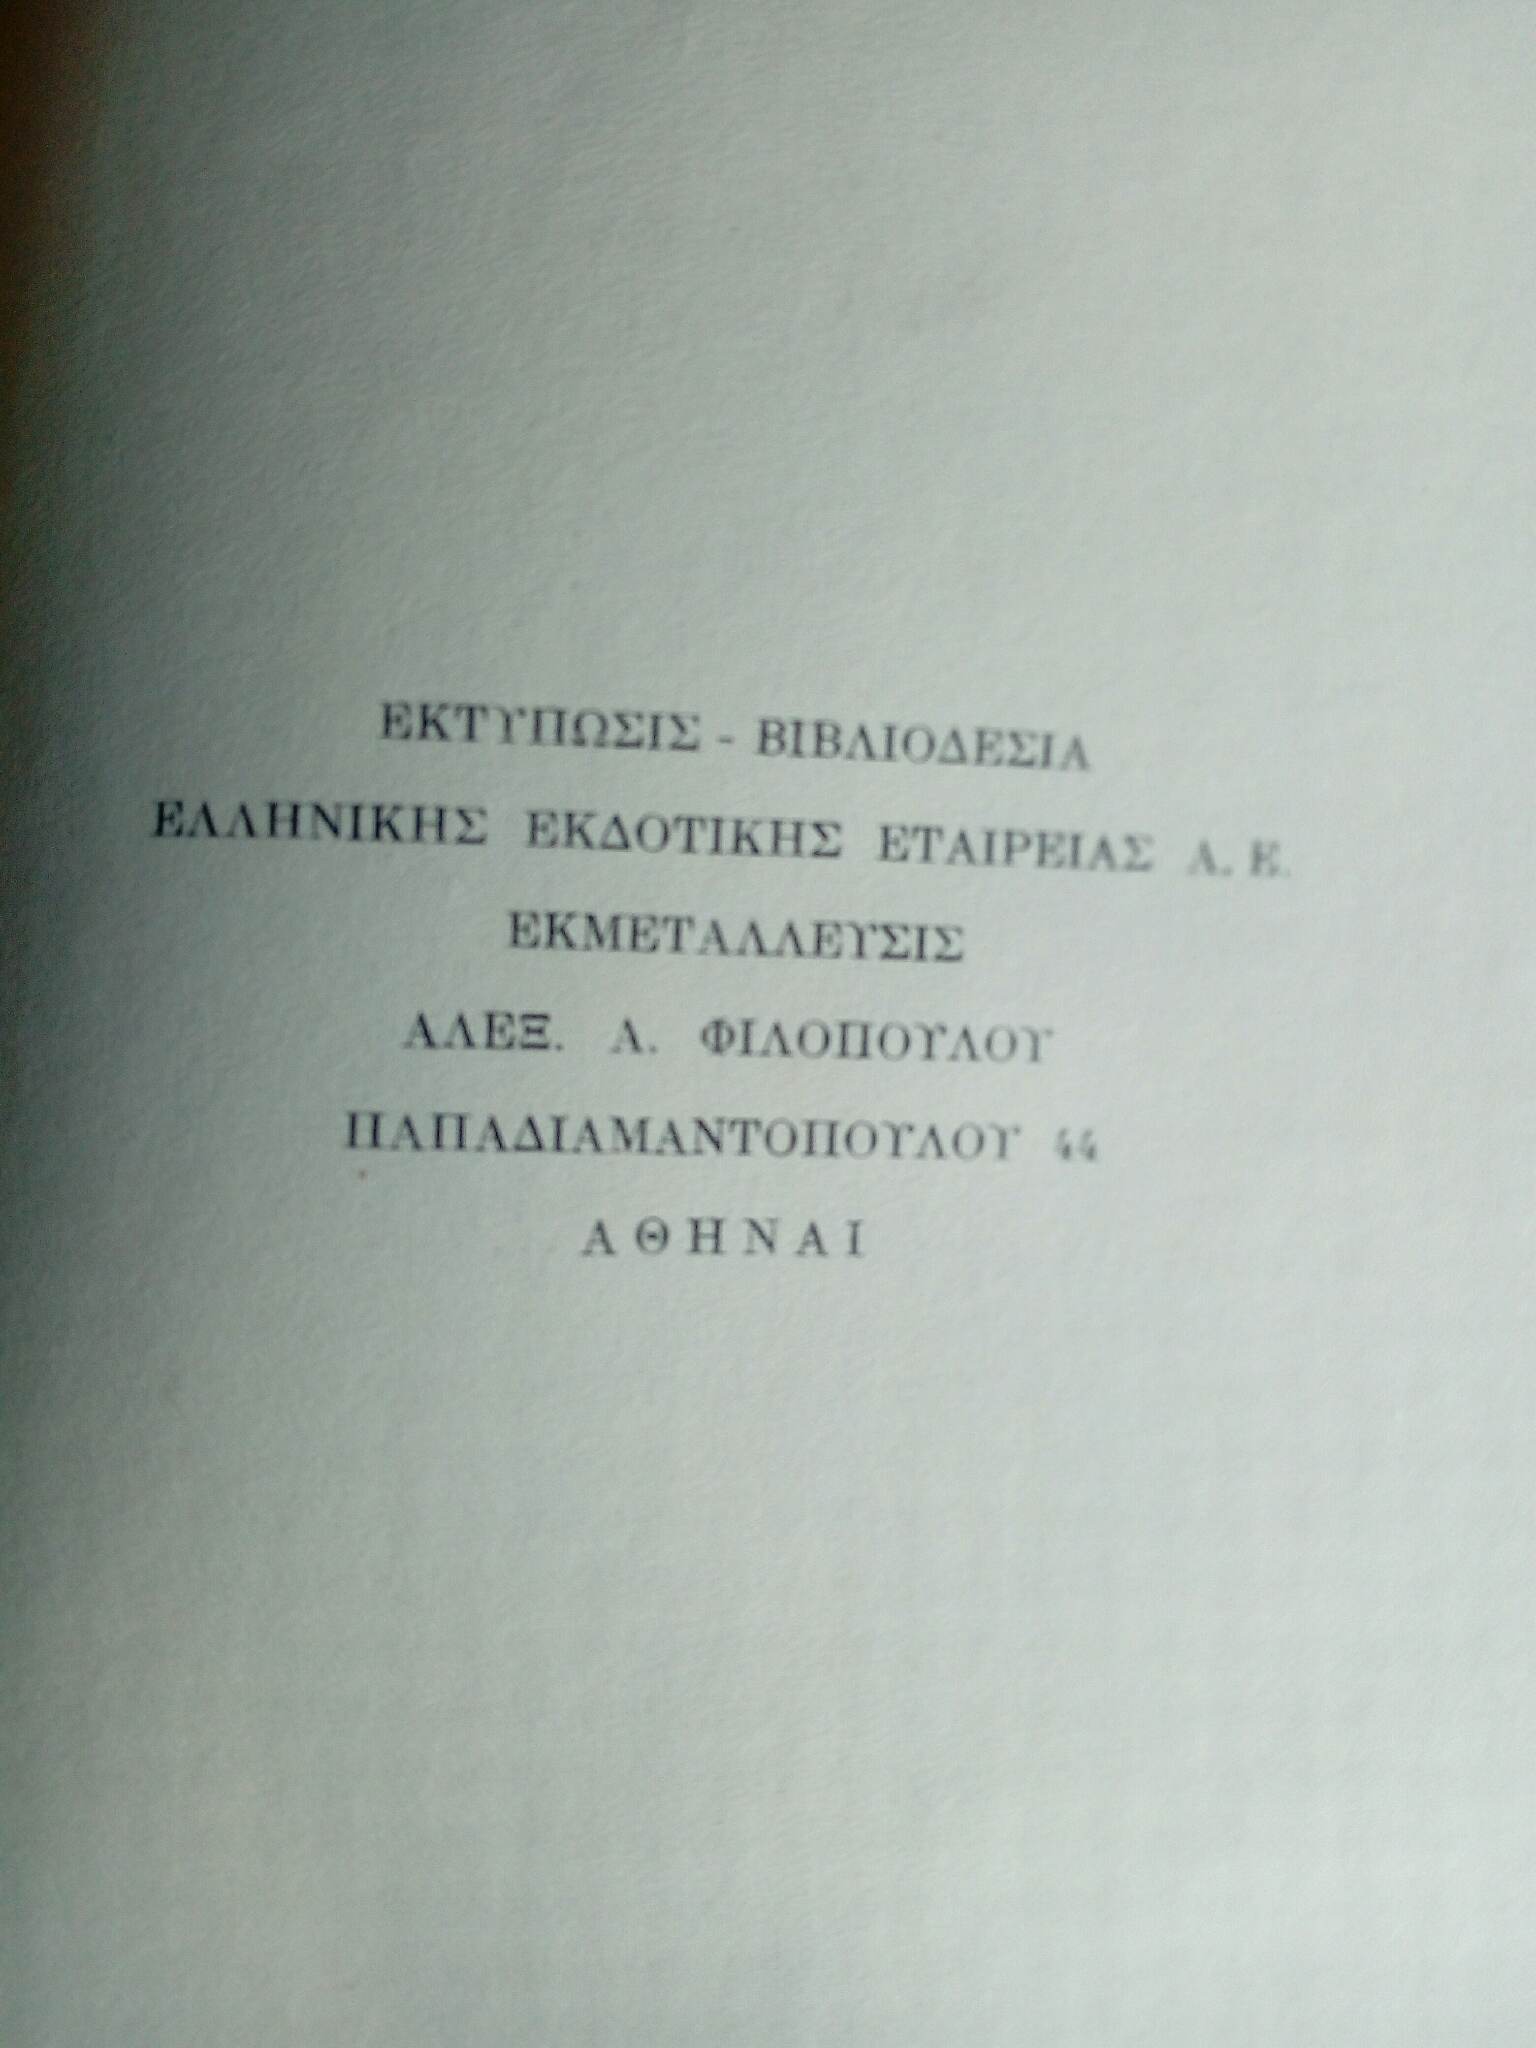 ΕΚΤΥΠΩΣΙΣ - ΒΙΒΛΙΟΔΕΣΙΑ
ΕΛΛΗΝΙΚΗΣ ΕΚΔΟΤΙΚΗΣ ΕΤΑΙΡΕΙΑΣ Α. Ε.
ΕΚΜΕΤΑΛΛΕΥΣΙΣ
ΑΛΕΞ. Α. ΦΙΛΟΠΟΥΛΟΥ
ΠΑΠΑΔΙΑΜΑΝΤΟΠΟΥΛΟΥ 44
ΑΘΗΝΑΙ